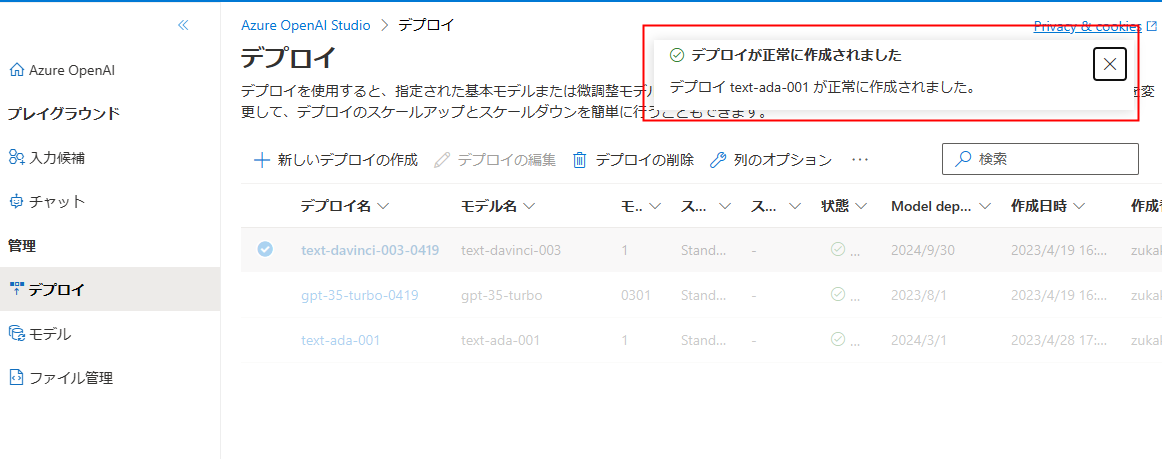 Azure OpenAI Studio > デプロイ
Privacy & cookies
デプロイ
デプロイが正常に作成されました
デプロイ text-ada-001 が正常に作成されました。
デプロイを使用すると、指定された基本モデルまたは微調整モデル
を変
更して、デプロイのスケールアップとスケールダウンを簡単に行うこともできます。
Azure OpenAI
プレイグラウンド
入力候補
チャット
管理
デプロイ
モデル
ファイル管理
新しいデプロイの作成 デプロイの編集 デプロイの削除 列のオプション ... 検索
デプロイ名 モデル名 モ.. ス... ス... 状態 Model dep... 作成日時
text-davinci-003-0419 text-davinci-003 1 Stand... - ... 2024/9/30 2023/4/19 16:... zuka
gpt-35-turbo-0419 gpt-35-turbo 0301 Stand... - ... 2023/8/1 2023/4/19 16:... zuka
text-ada-001 text-ada-001 1 Stand... - ... 2024/3/1 2023/4/28 17:... zuka